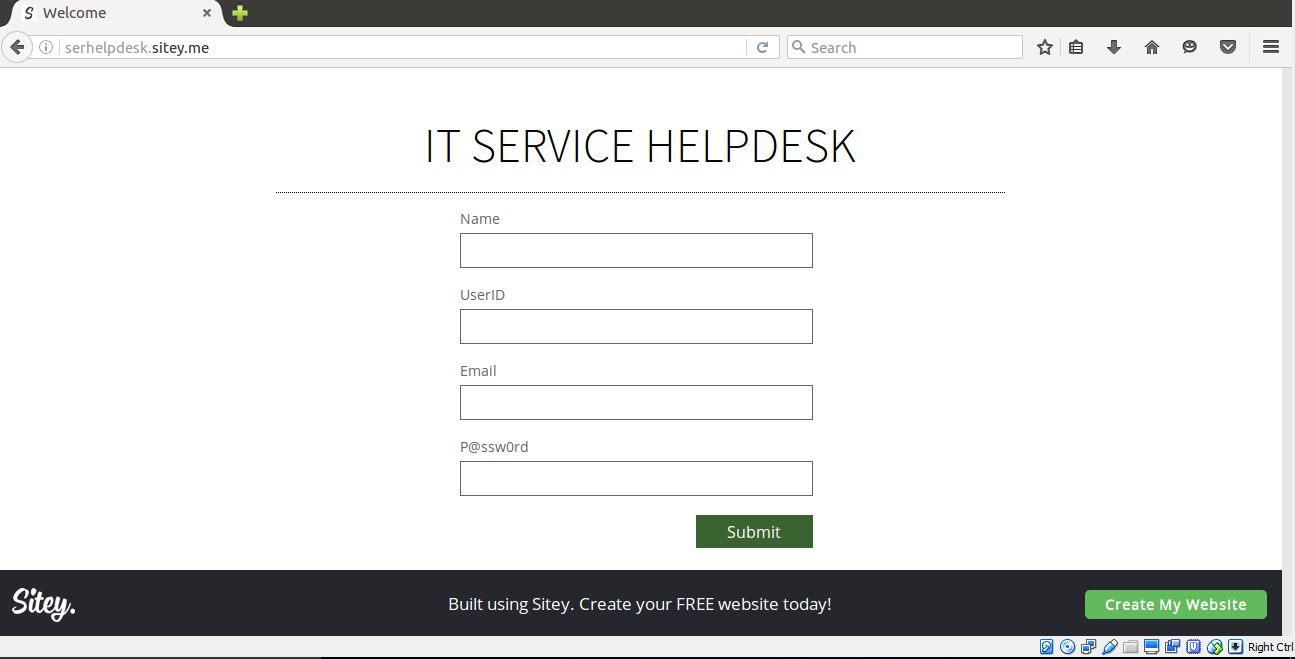 S Welcome
serhelpdesk.sitey.me
Search
IT SERVICE HELPDESK
Name
UserID
Email
P@ssw0rd
Submit
Sitey.
Built using Sitey. Create your FREE website today!
Create My Website
Right Ctrl